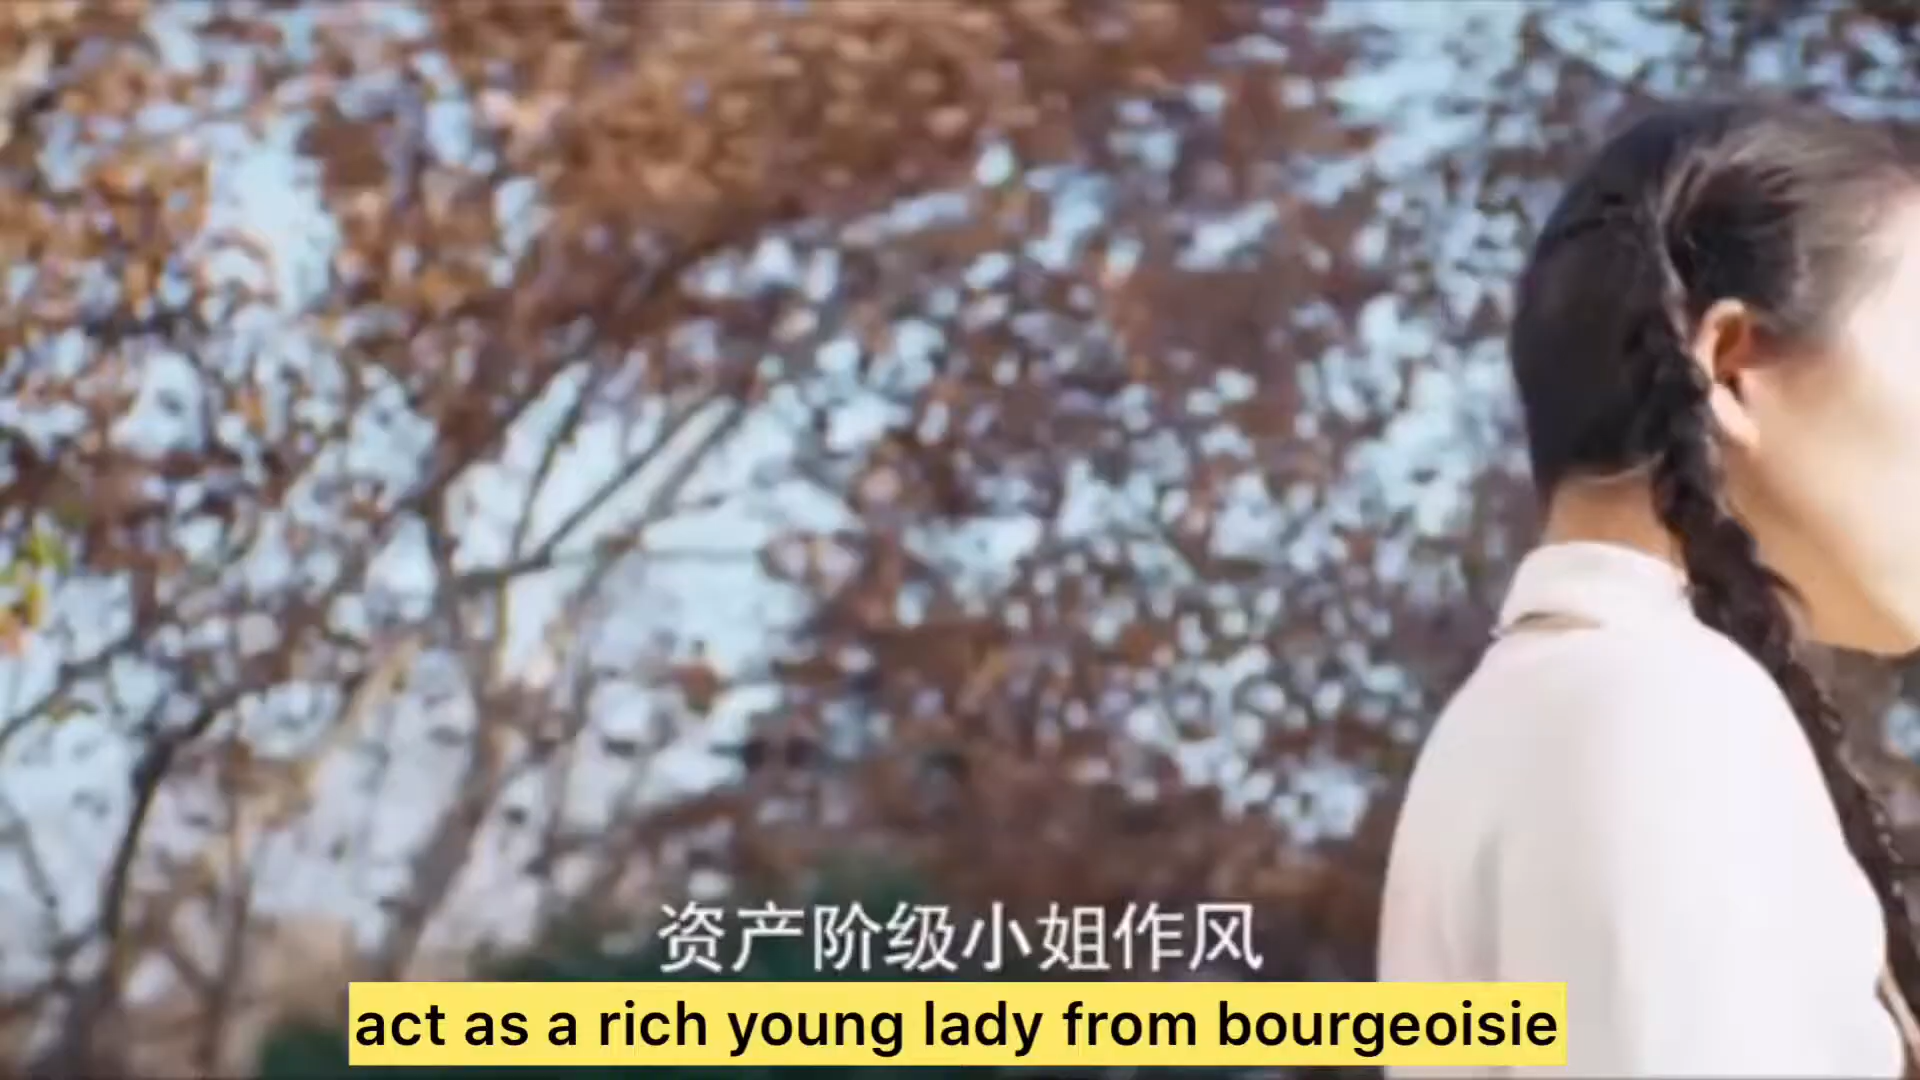 资产阶级小姐作风
act as a rich young lady from bourgeoisie